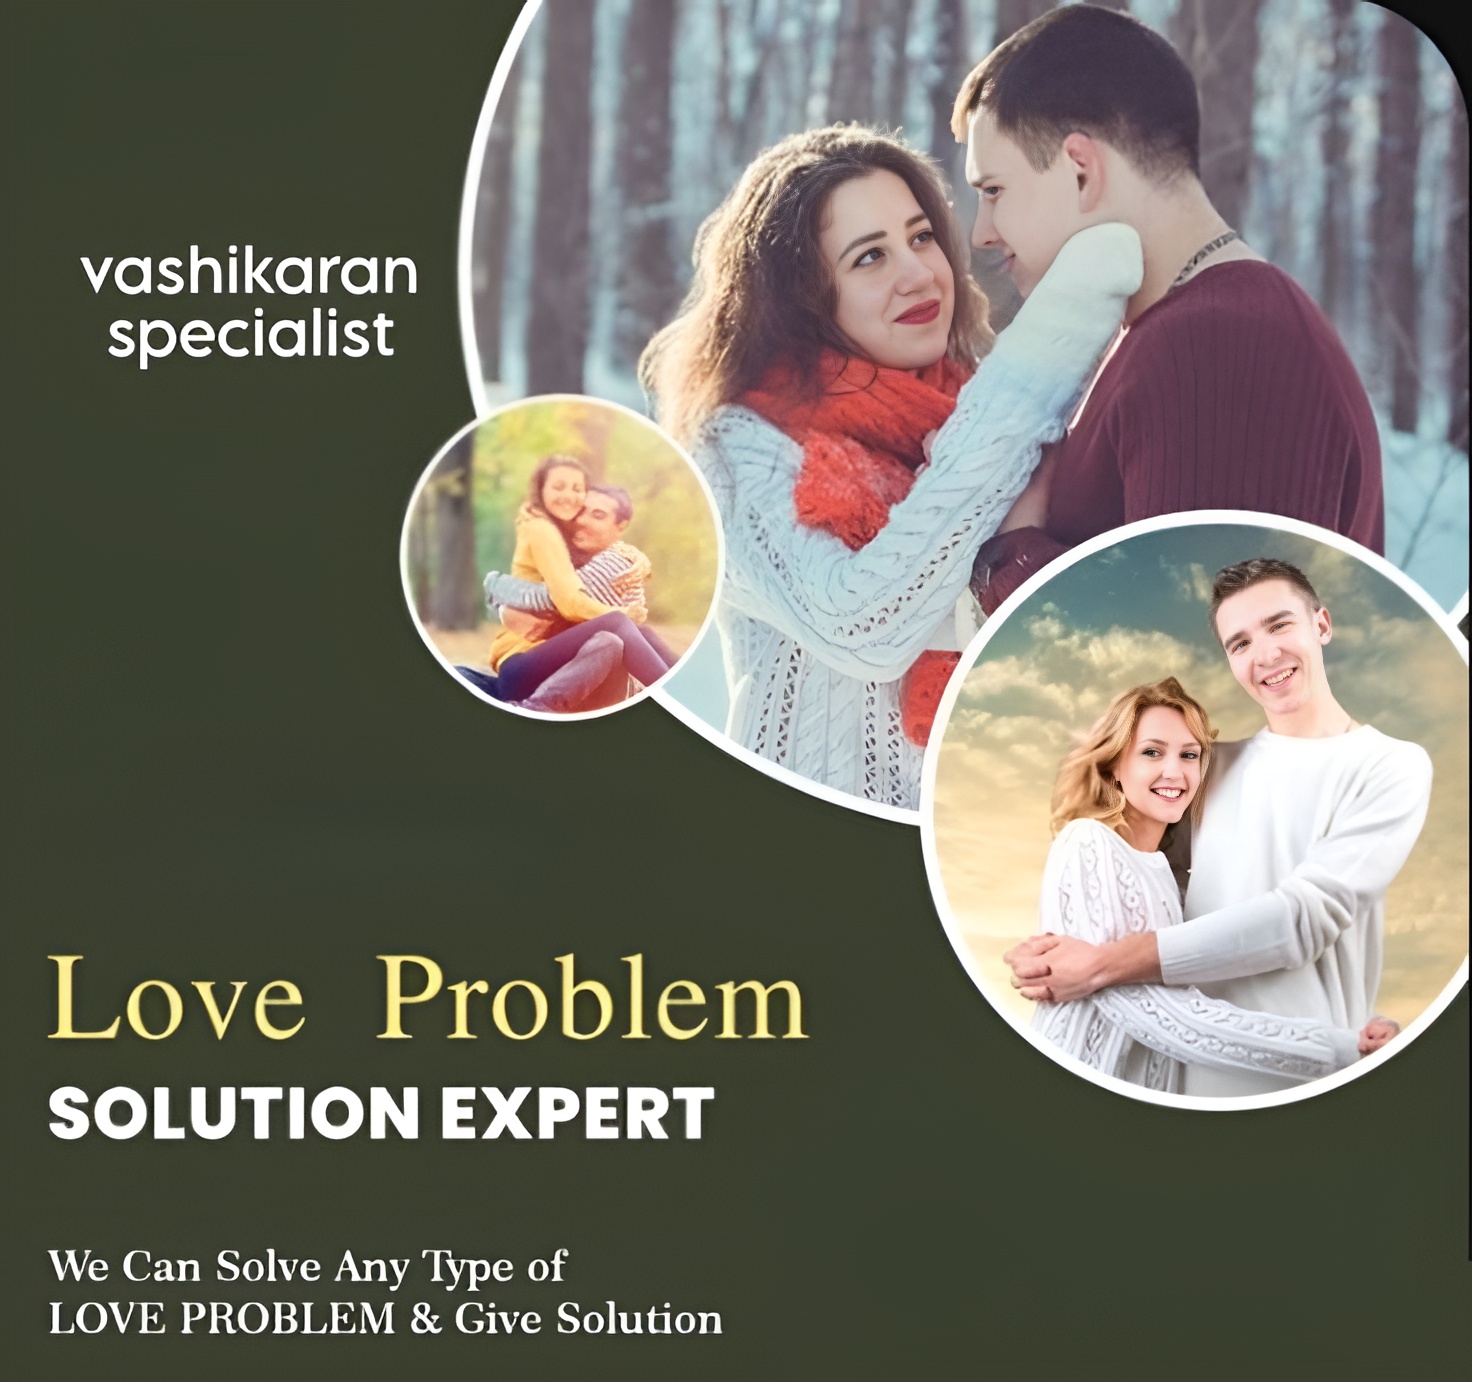 vashikaran
specialist
Love Problem
SOLUTION EXPERT
We Can Solve Any Type of
LOVE PROBLEM & Give Solution